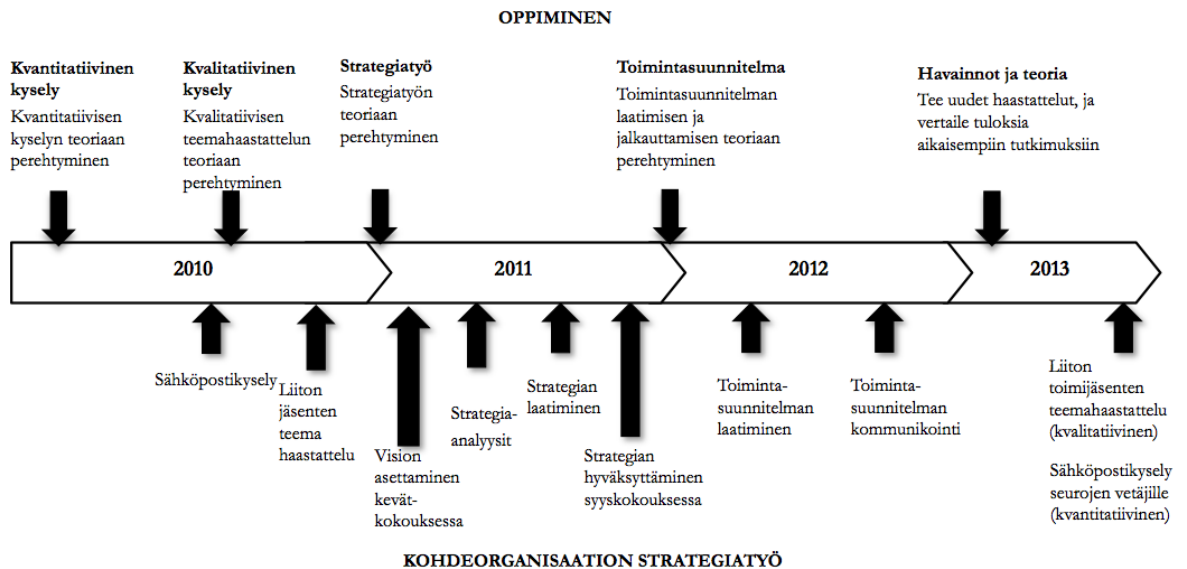 OPPIMINEN
Kvantitatiivinen
kysely
Kvantitatiivisen
kyselyn teoriaan
perehtyminen
Kvalitatiivinen
kysely
Kvalitatiivisen
teemahaastattelun
teoriaan
perehtyminen
Strategiatyö
Strategiatyön
teoriaan
perehtyminen
Toimintasuunnitelma
Toimintasuunnitelman
laatimisen ja
jalkauttamisen teoriaan
perehtyminen
Havainnot ja teoria
Tee uudet haastattelut, ja
vertaile tuloksia
aikaisempiin tutkimuksiin
2010
2011
2012
2013
Sähköpostikysely
Liiton
jäsenten
teema
haastattelu
Vision
asettaminen
kevät-
kokouksessa
Strategia-
analyysit
Strategian
laatiminen
Strategian
hyväksyttäminen
syyskokouksessa
Toiminta-
suunnitelman
laatiminen
Toiminta-
suunnitelman
kommunikointi
Liiton
toimijäsenten
teemahaastattelu
(kvalitatiivinen)
Sähköpostikysely
seurojen vetäjille
(kvantitatiivinen)
KOHDEORGANISAATION STRATEGIATYÖ